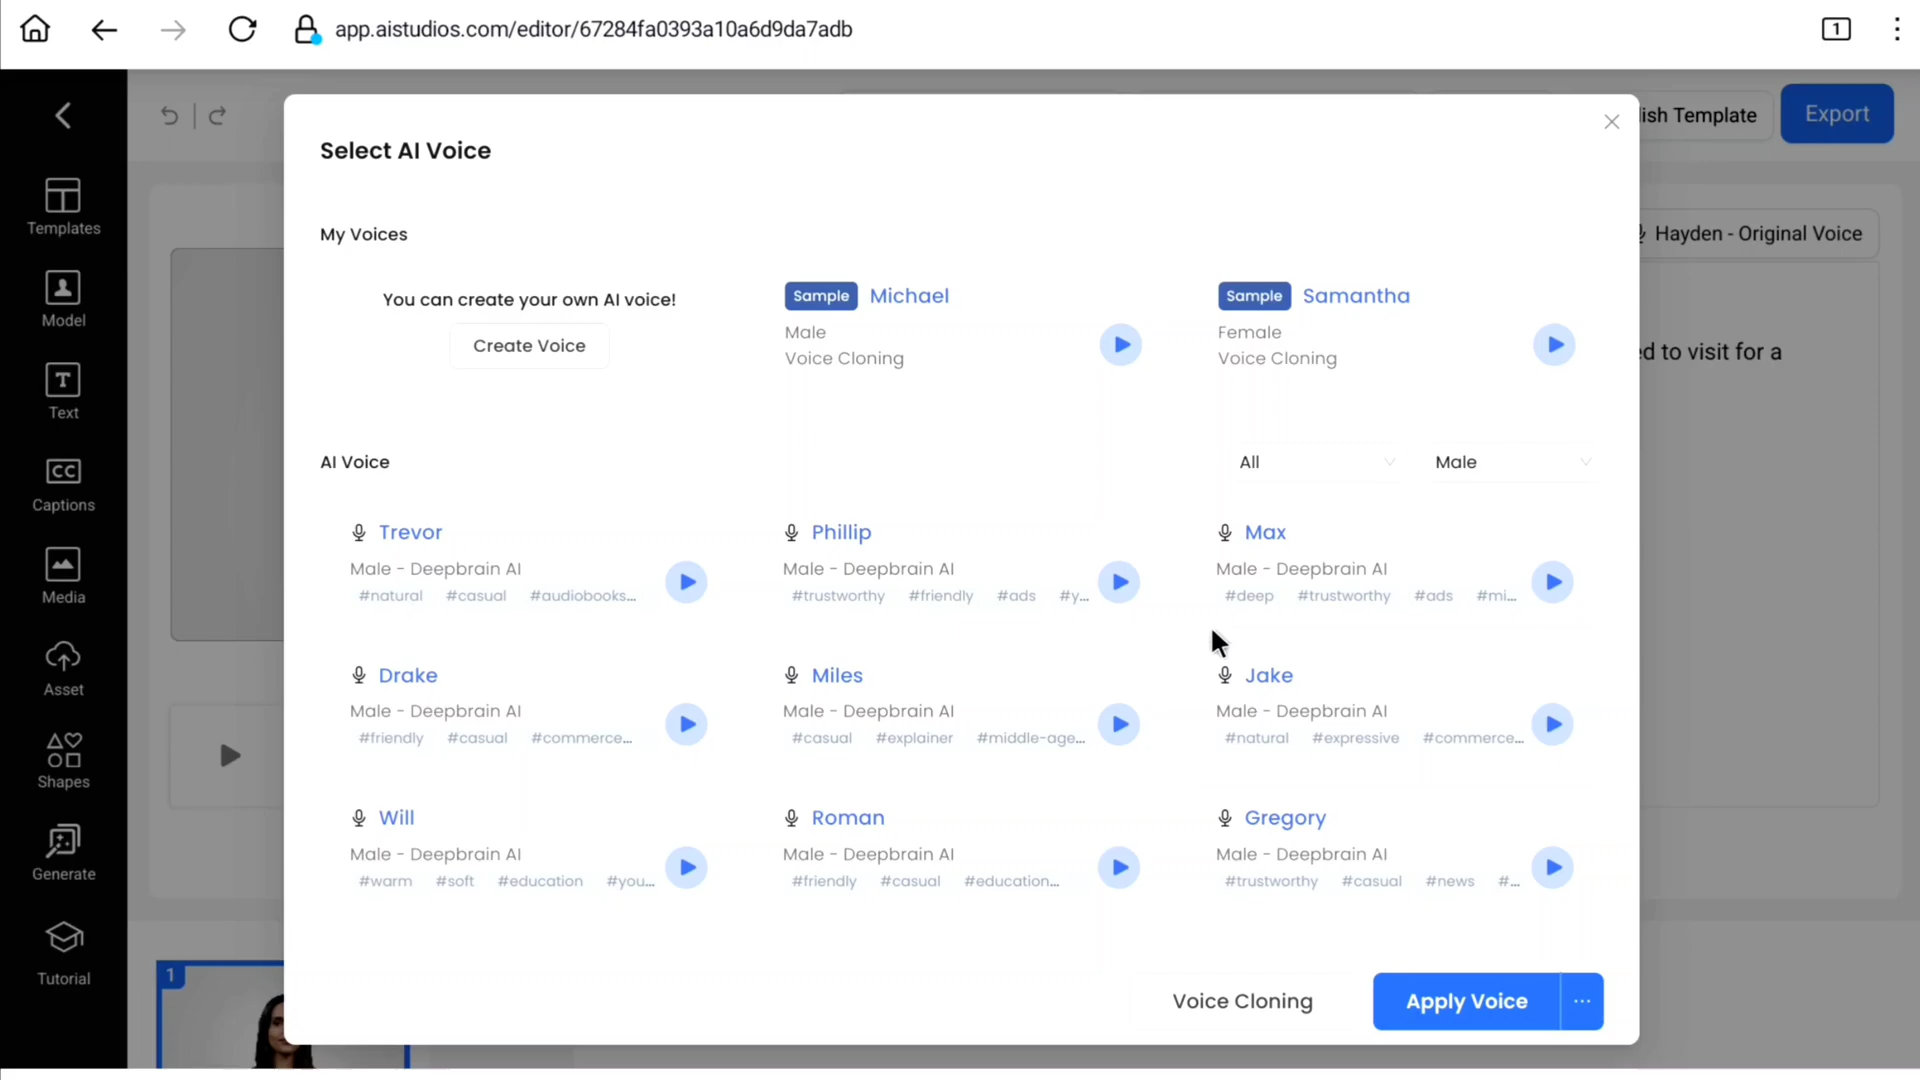 app.aistudios.com/editor/67284fa0393a10a6d9da7adb
1
Templates
Model
Text
T
CC
Captions
Media
Asset
Shapes
Generate
Tutorial
lish Template
Export
Hayden - Original Voice
ed to visit for a
1
Select AI Voice
My Voices
You can create your own AI voice!
Create Voice
Sample Michael
Male
Voice Cloning
Sample Samantha
Female
Voice Cloning
AI Voice
All
Male
Trevor
Male - Deepbrain AI
#natural #casual #audiobooks...
Phillip
Male - Deepbrain AI
#trustworthy #friendly #ads #y...
Max
Male - Deepbrain AI
#deep #trustworthy #ads #mi...
Drake
Male - Deepbrain AI
#friendly #casual #commerce...
Miles
Male - Deepbrain AI
#casual #explainer #middle-age...
Jake
Male - Deepbrain AI
#natural #expressive #commerce...
Will
Male - Deepbrain AI
#warm #soft #education #you...
Roman
Male - Deepbrain AI
#friendly #casual #education...
Gregory
Male - Deepbrain AI
#trustworthy #casual #news #...
Voice Cloning
Apply Voice
...